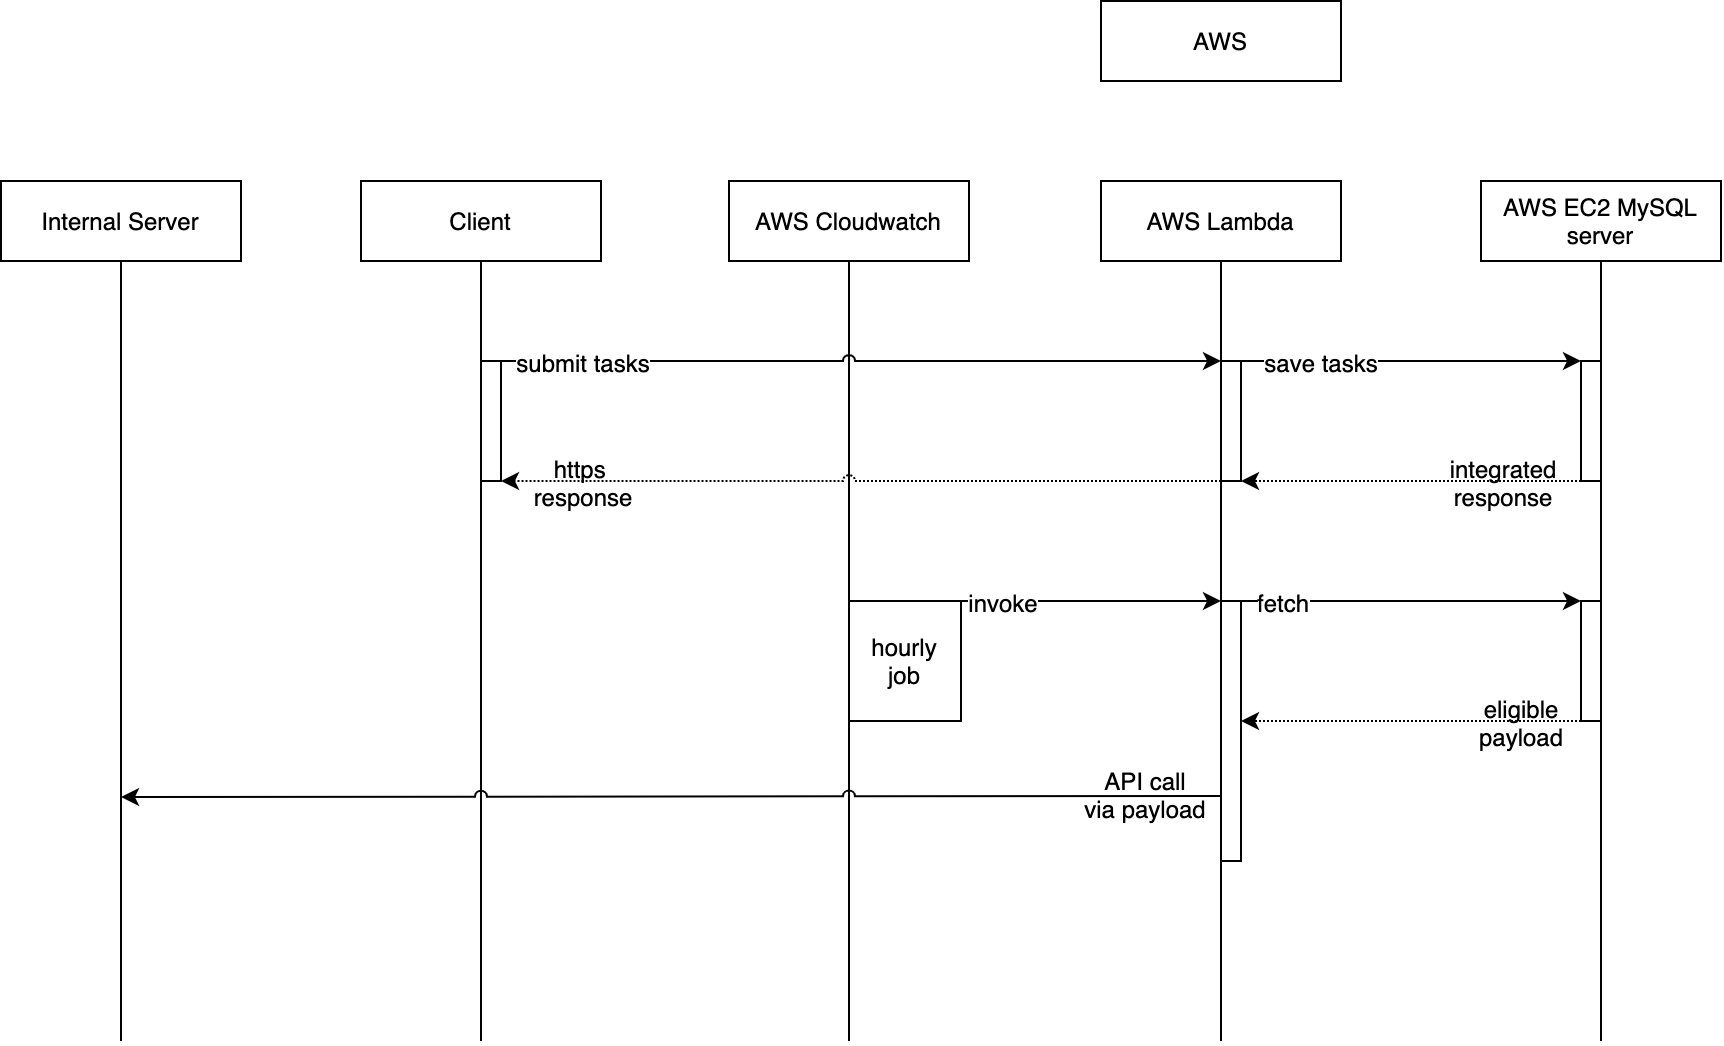 AWS
Internal Server
Client
AWS Cloudwatch
AWS Lambda
AWS EC2 MySQL
server
submit tasks
save tasks
https
response
integrated
response
invoke
fetch
hourly
job
eligible
payload
API call
via payload